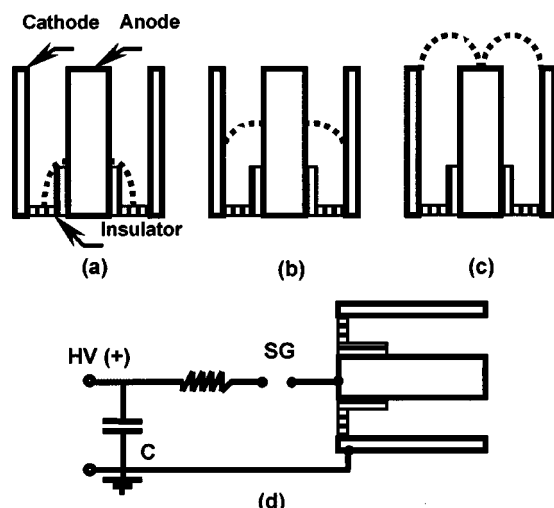 Cathode Anode
Insulator
(a) (b) (c)
HV (+) SG
C
(d)